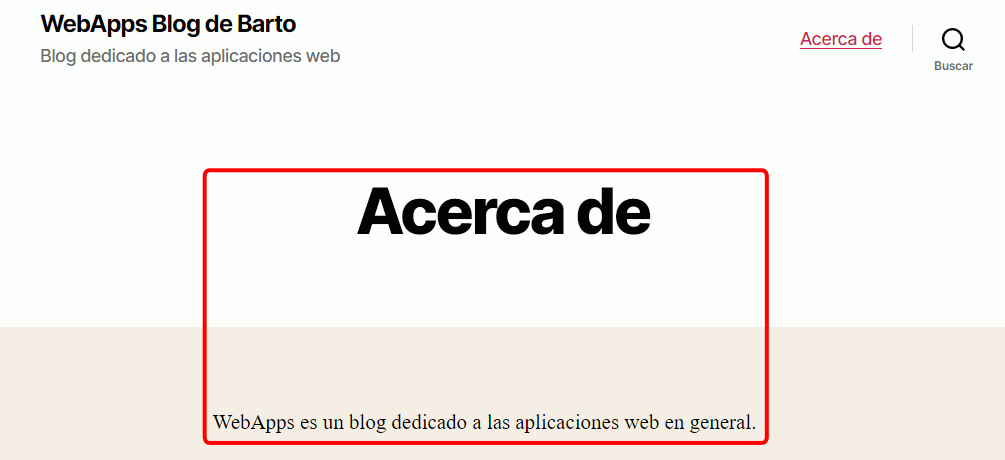 WebApps Blog de Barto
Blog dedicado a las aplicaciones web
Acerca de
Buscar
Acerca de
WebApps es un blog dedicado a las aplicaciones web en general.